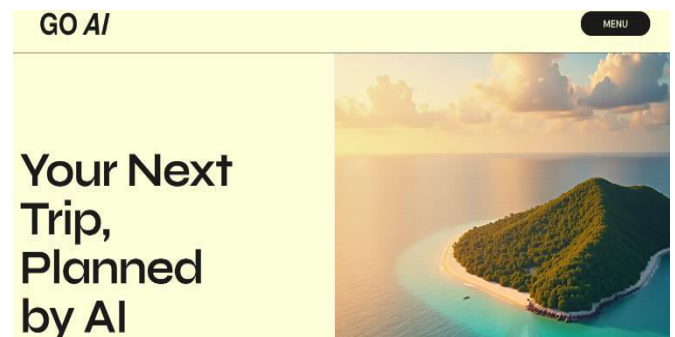 GO AI
MENU
Your Next
Trip,
Planned
by AI